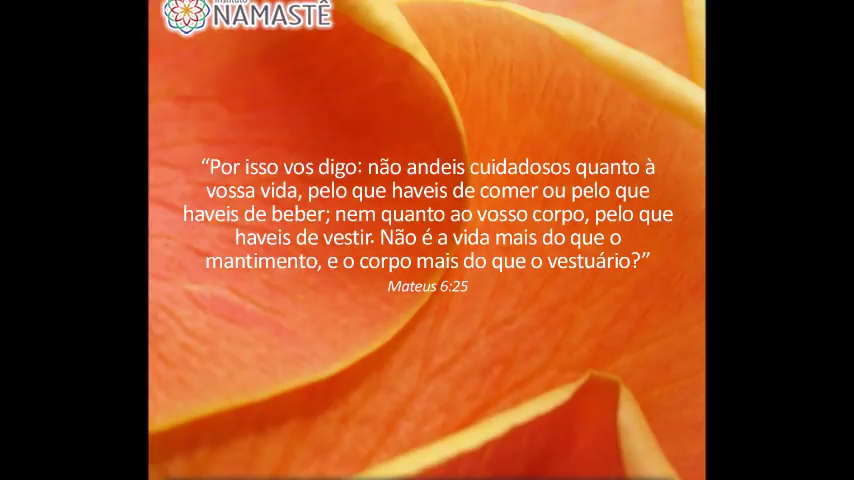 Instituto
NAMASTÊ
“Por isso vos digo: não andeis cuidadosos quanto à
vossa vida, pelo que haveis de comer ou pelo que
haveis de beber; nem quanto ao vosso corpo, pelo que
haveis de vestir. Não é a vida mais do que o
mantimento, e o corpo mais do que o vestuário?”
Mateus 6:25